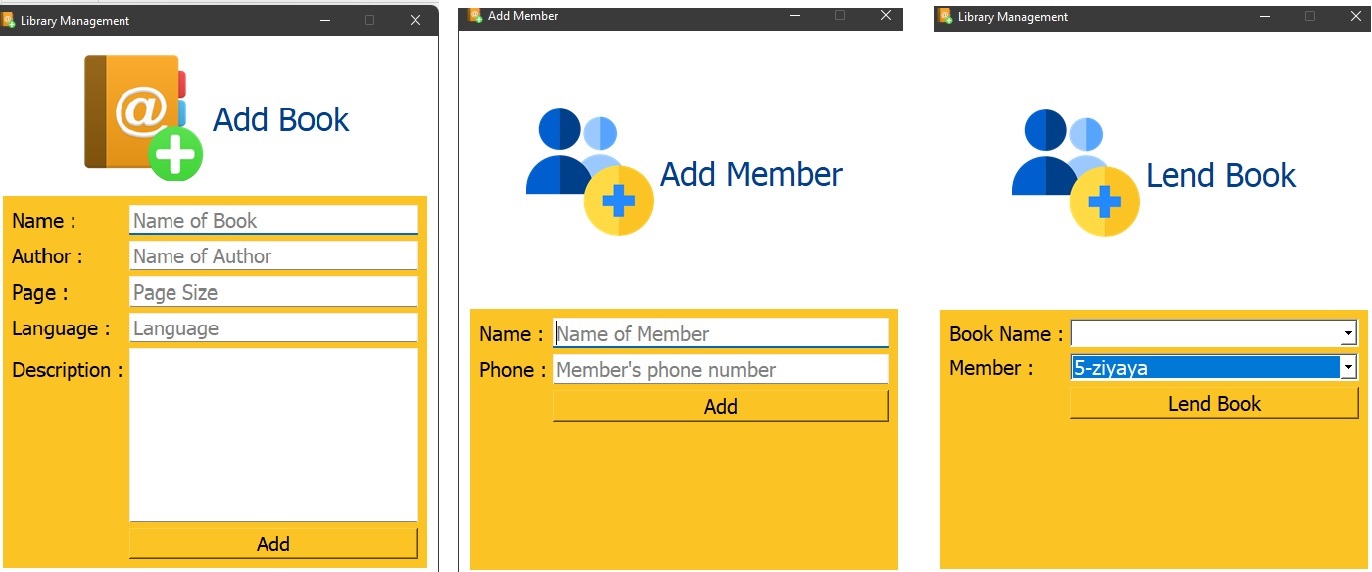 Library Management
Add Book
Name :
Name of Book
Author :
Name of Author
Page :
Page Size
Language :
Language
Description :
Add
Add Member
Add Member
Name :
Name of Member
Phone :
Member's phone number
Add
Library Management
Lend Book
Book Name :
Member :
5-ziyaya
Lend Book